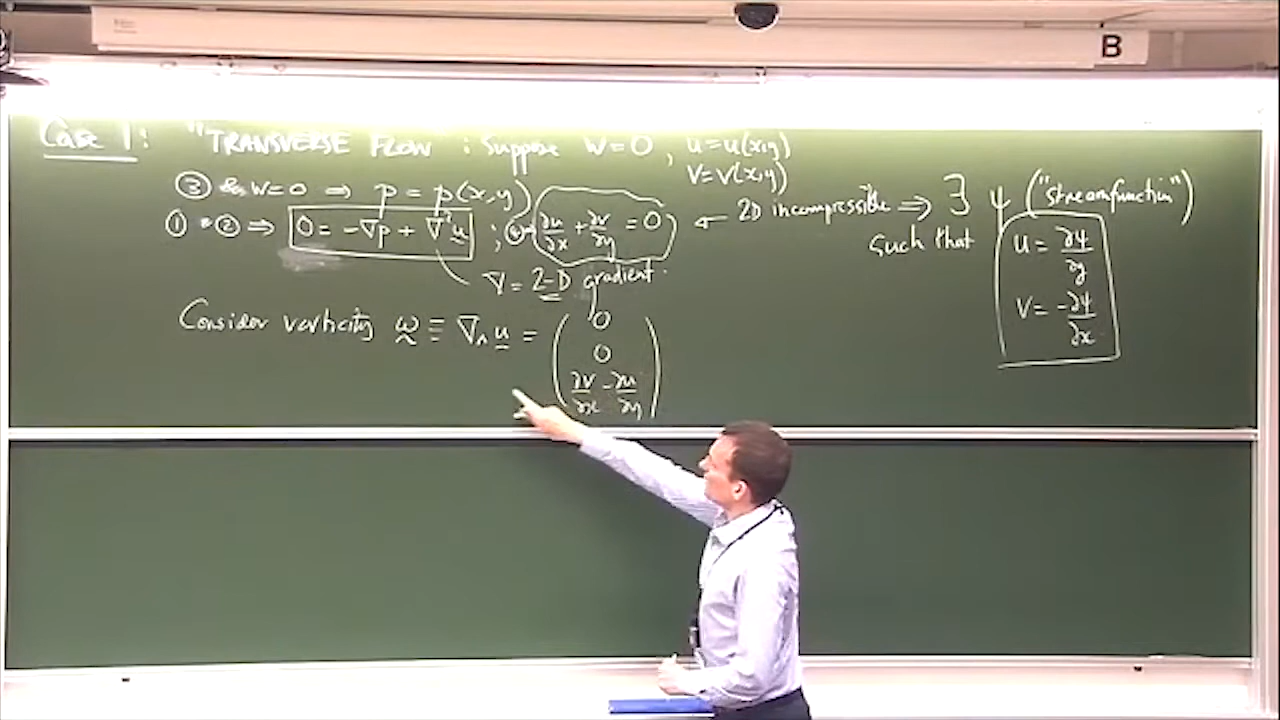 B
Case 1: "TRANSVERSE FLOW : Suppose w=0, u=u(x,y)
v=v(x,y)
③ & w=0 ⇒ p = p(x,y)
① & ② ⇒ 0 = -∇p + ∇²u ; ④⇒ ∂u/∂x + ∂v/∂y = 0 ← 2D incompressible ⇒ ∃ ψ ("streamfunction")
such that
u = ∂ψ/∂y
v = -∂ψ/∂x
∇ = 2-D gradient.
Consider vorticity ω ≡ ∇∧u = ( 0
0
∂v/∂x - ∂u/∂y )